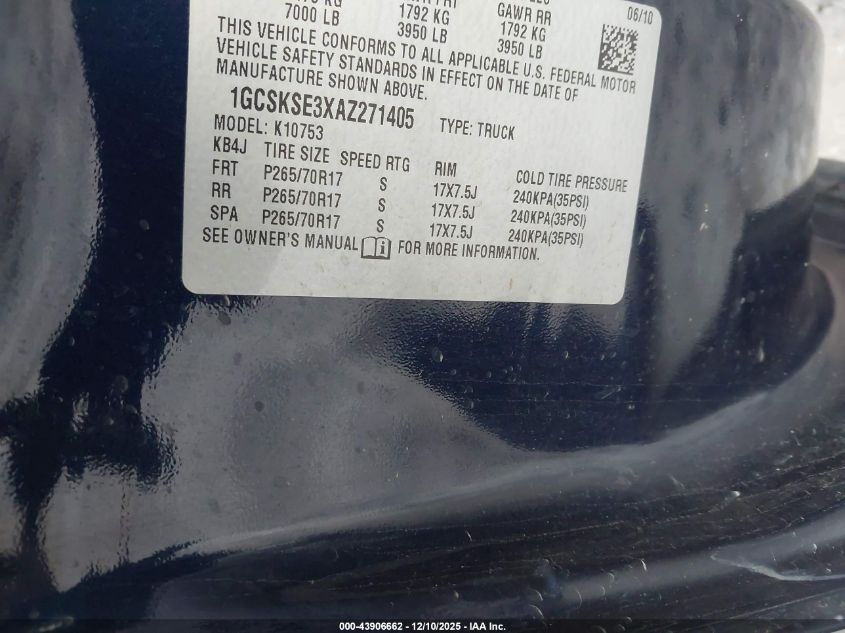 GAWR RR
06/10
7000 LB 1792 KG 1792 KG
3950 LB 3950 LB
THIS VEHICLE CONFORMS TO ALL APPLICABLE U.S. FEDERAL MOTOR
VEHICLE SAFETY STANDARDS IN EFFECT ON THE DATE OF
MANUFACTURE SHOWN ABOVE.
1GCSKSE3XAZ271405 TYPE: TRUCK
MODEL: K10753
KB4J TIRE SIZE SPEED RTG RIM COLD TIRE PRESSURE
FRT P265/70R17 S 17X7.5J 240KPA(35PSI)
RR P265/70R17 S 17X7.5J 240KPA(35PSI)
SPA P265/70R17 S 17X7.5J 240KPA(35PSI)
SEE OWNER'S MANUAL i FOR MORE INFORMATION.
000-43906662 - 12/10/2025 - IAA Inc.